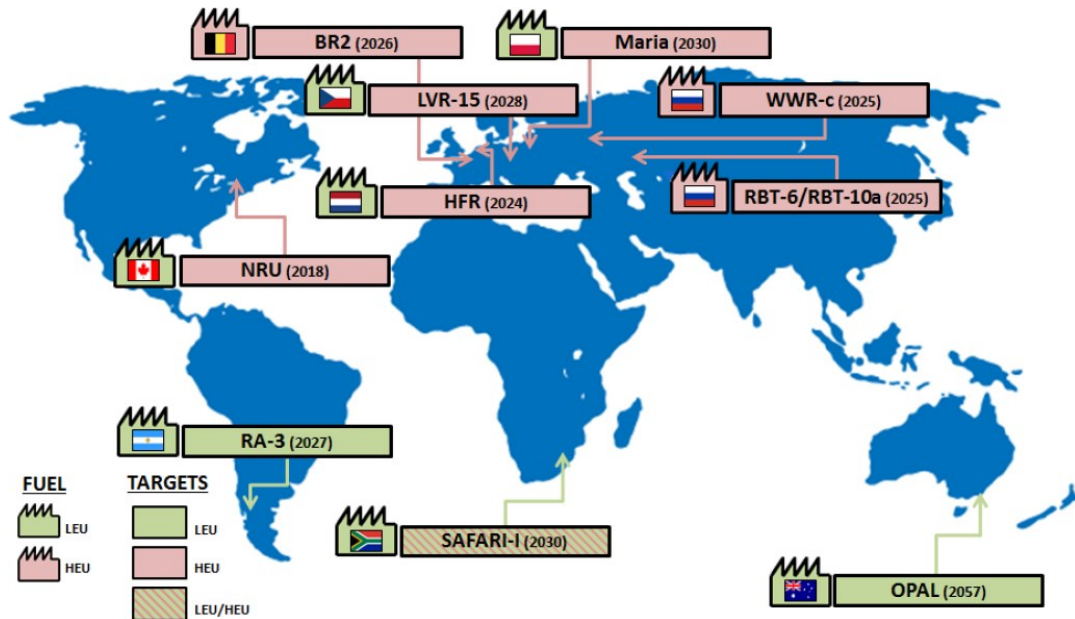 BR2 (2026)
Maria (2030)
LVR-15 (2028)
WWR-c (2025)
HFR (2024)
RBT-6/RBT-10a (2025)
NRU (2018)
RA-3 (2027)
FUEL
TARGETS
LEU
LEU
SAFARI-I (2030)
HEU
HEU
OPAL (2057)
LEU/HEU